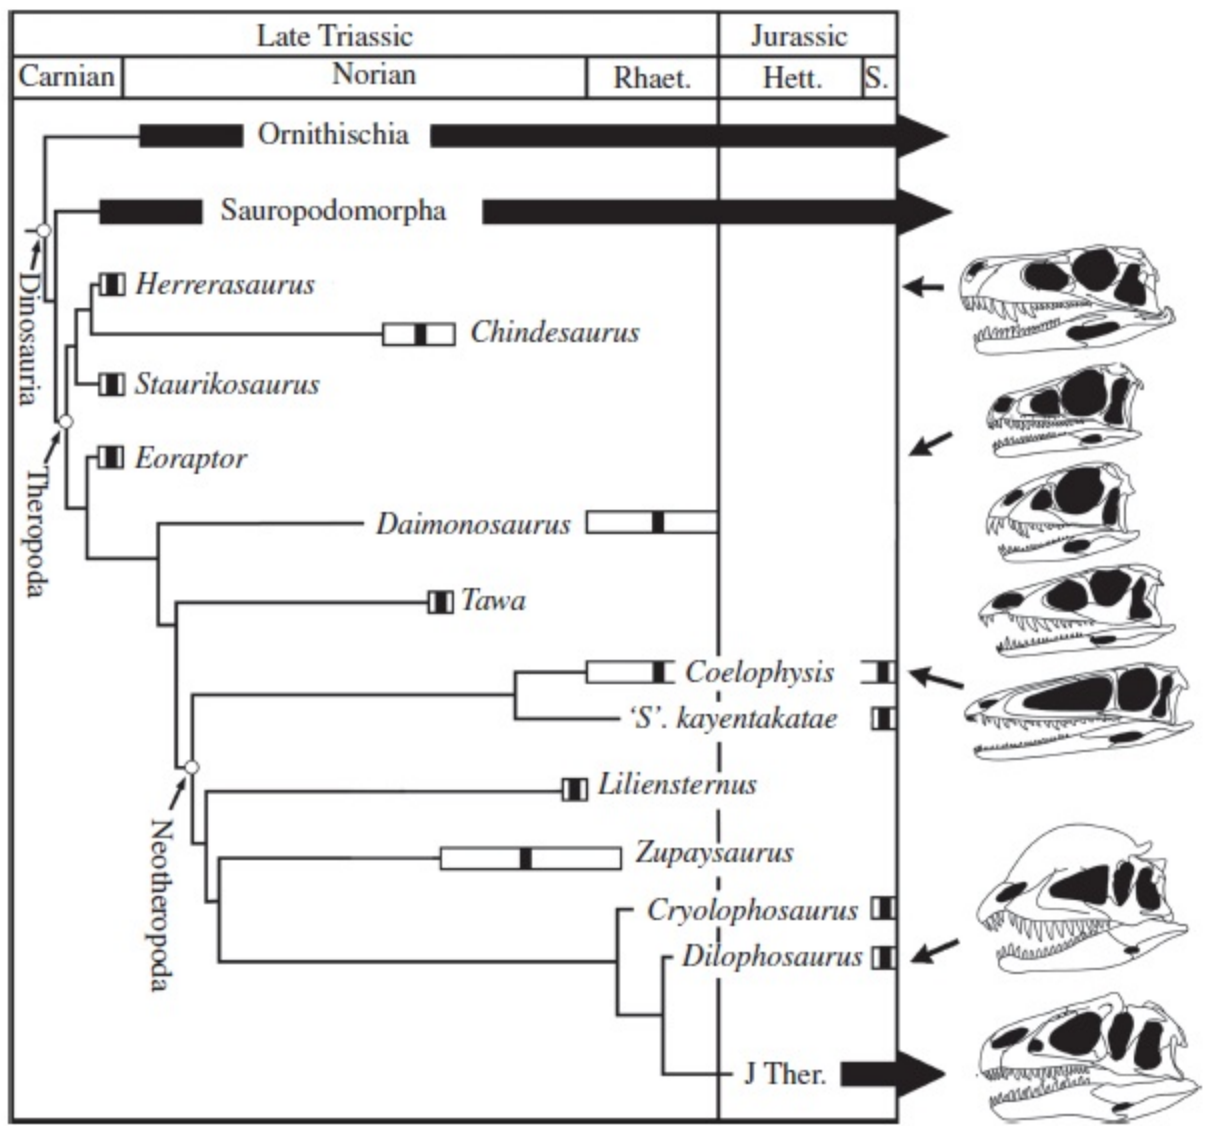 Late Triassic
Jurassic
Carnian
Norian
Rhaet.
Hett.
S.
Ornithischia
Sauropodomorpha
Dinosauria
Herrerasaurus
Chindesaurus
Staurikosaurus
Theropoda
Eoraptor
Daimonosaurus
Tawa
Coelophysis
‘S’. kayentakatae
Neotheropoda
Liliensternus
Zupaysaurus
Cryolophosaurus
Dilophosaurus
J Ther.